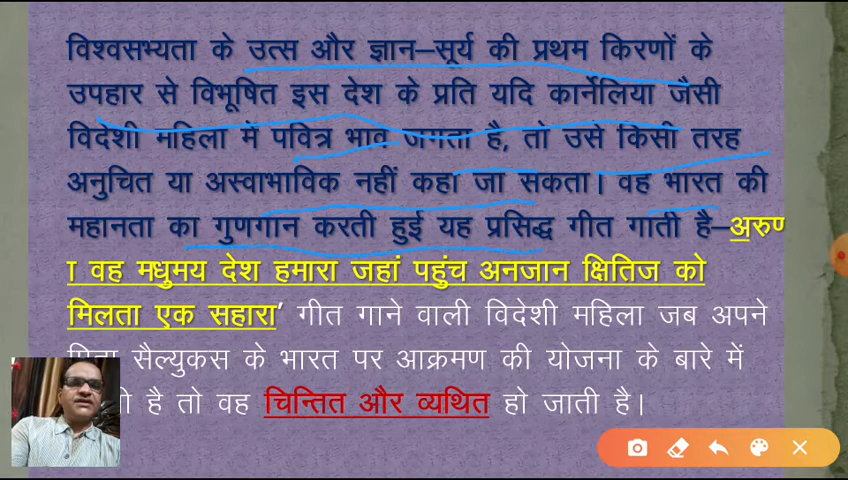 विश्वसभ्यता के उत्स और ज्ञान–सूर्य की प्रथम किरणों के
उपहार से विभूषित इस देश के प्रति यदि कार्नेलिया जैसी
विदेशी महिला में पवित्र भाव जगता है, तो उसे किसी तरह
अनुचित या अस्वाभाविक नहीं कहा जा सकता। वह भारत की
महानता का गुणगान करती हुई यह प्रसिद्ध गीत गाती है–अरुण
ा वह मधुमय देश हमारा जहां पहुंच अनजान क्षितिज को
मिलता एक सहारा’ गीत गाने वाली विदेशी महिला जब अपने
सैल्युकस के भारत पर आक्रमण की योजना के बारे में
है तो वह चिन्तित और व्यथित हो जाती है।